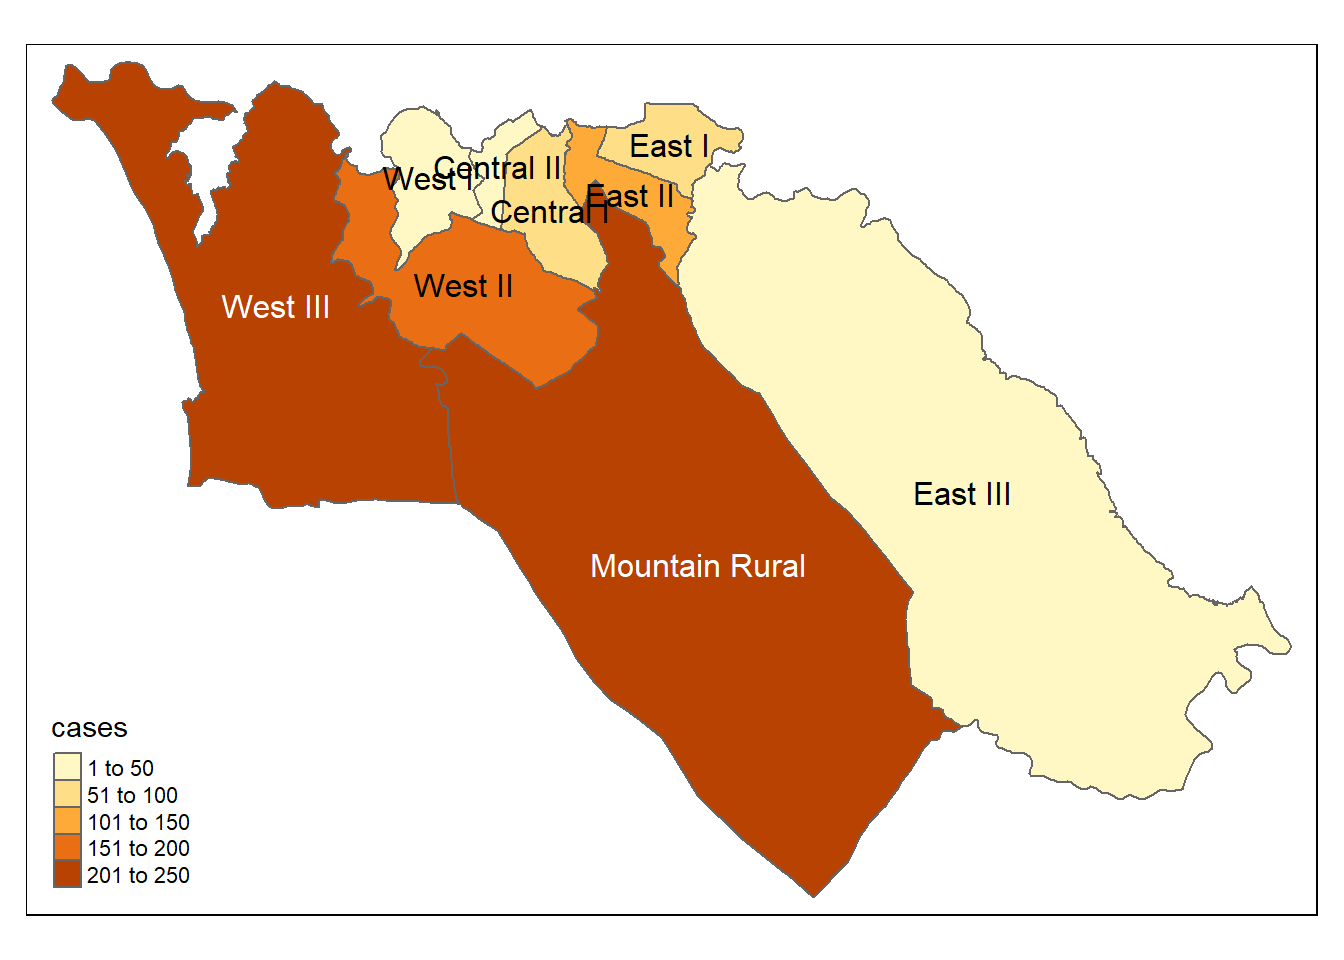 East I
Central II
West I
East II
Central I
West II
West III
East III
Mountain Rural
cases
1 to 50
51 to 100
101 to 150
151 to 200
201 to 250